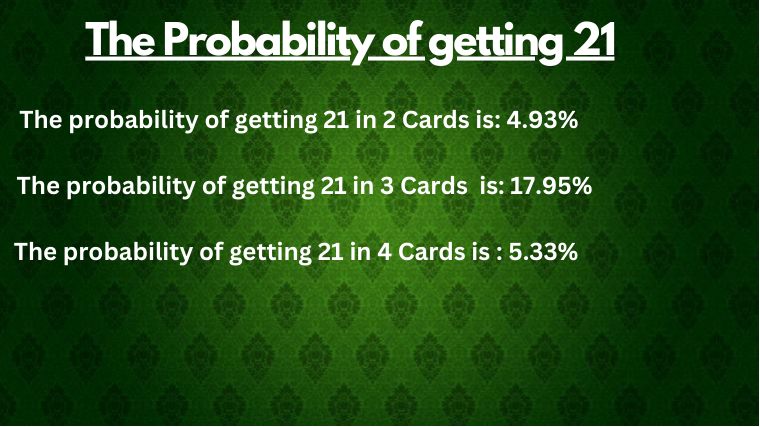 The Probability of getting 21
The probability of getting 21 in 2 Cards is: 4.93%
The probability of getting 21 in 3 Cards  is: 17.95%
The probability of getting 21 in 4 Cards is : 5.33%